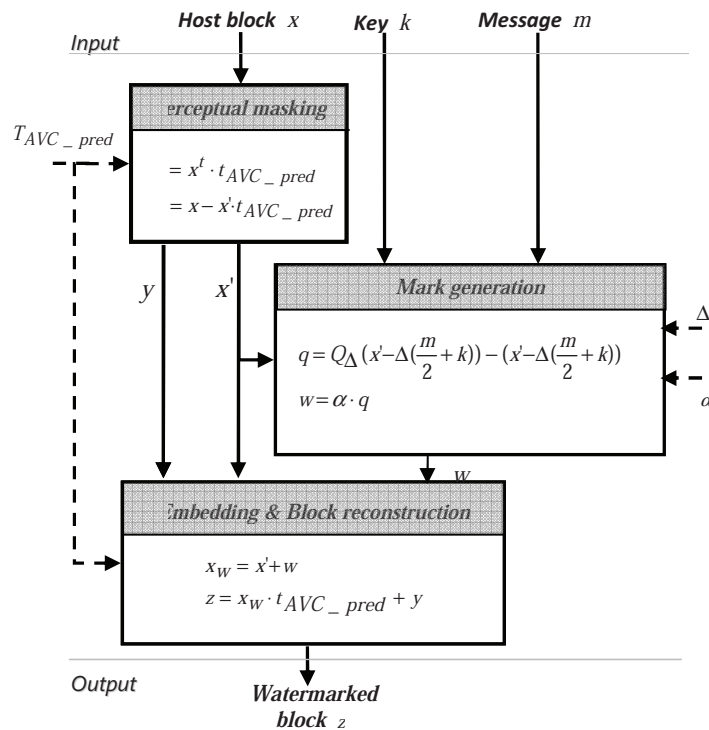 Host block x
Key k
Message m
Input
erceptual masking
T_AVC_pred
= x^t · t_AVC_pred
= x − x'· t_AVC_pred
y
x'
Mark generation
Δ
q = Q_Δ (x'−Δ(m/2 + k)) − (x'−Δ(m/2 + k))
w = α · q
w
Embedding & Block reconstruction
x_w = x'+w
z = x_w · t_AVC_pred + y
Output
Watermarked
block z